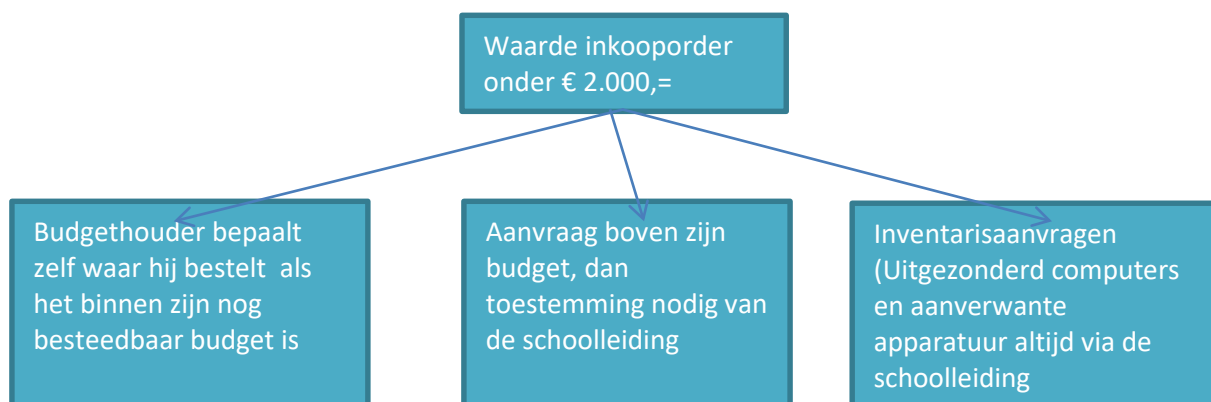 Waarde inkooporder
onder € 2.000,=
Budgethouder bepaalt
zelf waar hij bestelt  als
het binnen zijn nog
besteedbaar budget is
Aanvraag boven zijn
budget, dan
toestemming nodig van
de schoolleiding
Inventarisaanvragen
(Uitgezonderd computers
en aanverwante
apparatuur altijd via de
schoolleiding